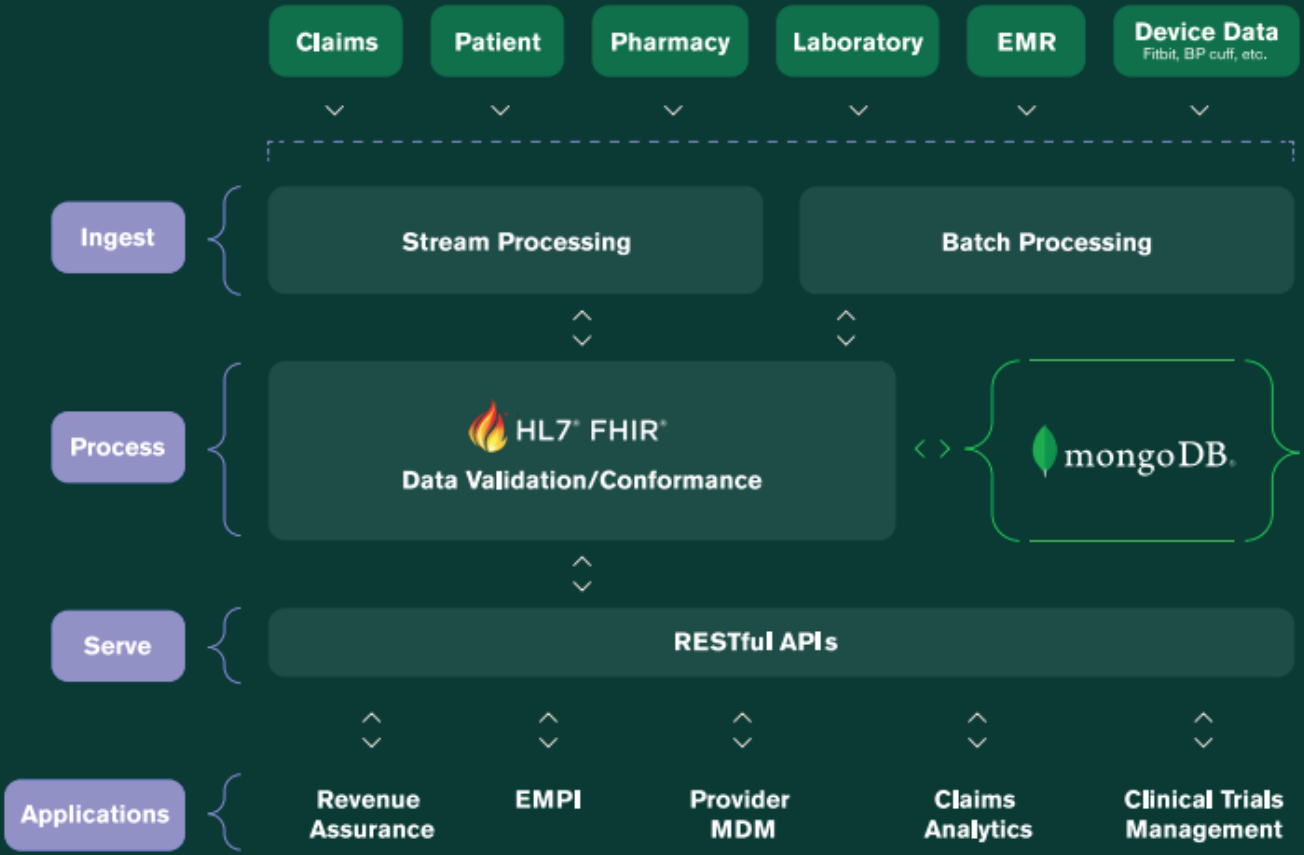 Claims
Patient
Pharmacy
Laboratory
EMR
Device Data
Fitbit, BP cuff, etc.
Ingest
Stream Processing
Batch Processing
Process
HL7® FHIR®
Data Validation/Conformance
mongoDB®
Serve
RESTful APIs
Applications
Revenue
Assurance
EMPI
Provider
MDM
Claims
Analytics
Clinical Trials
Management